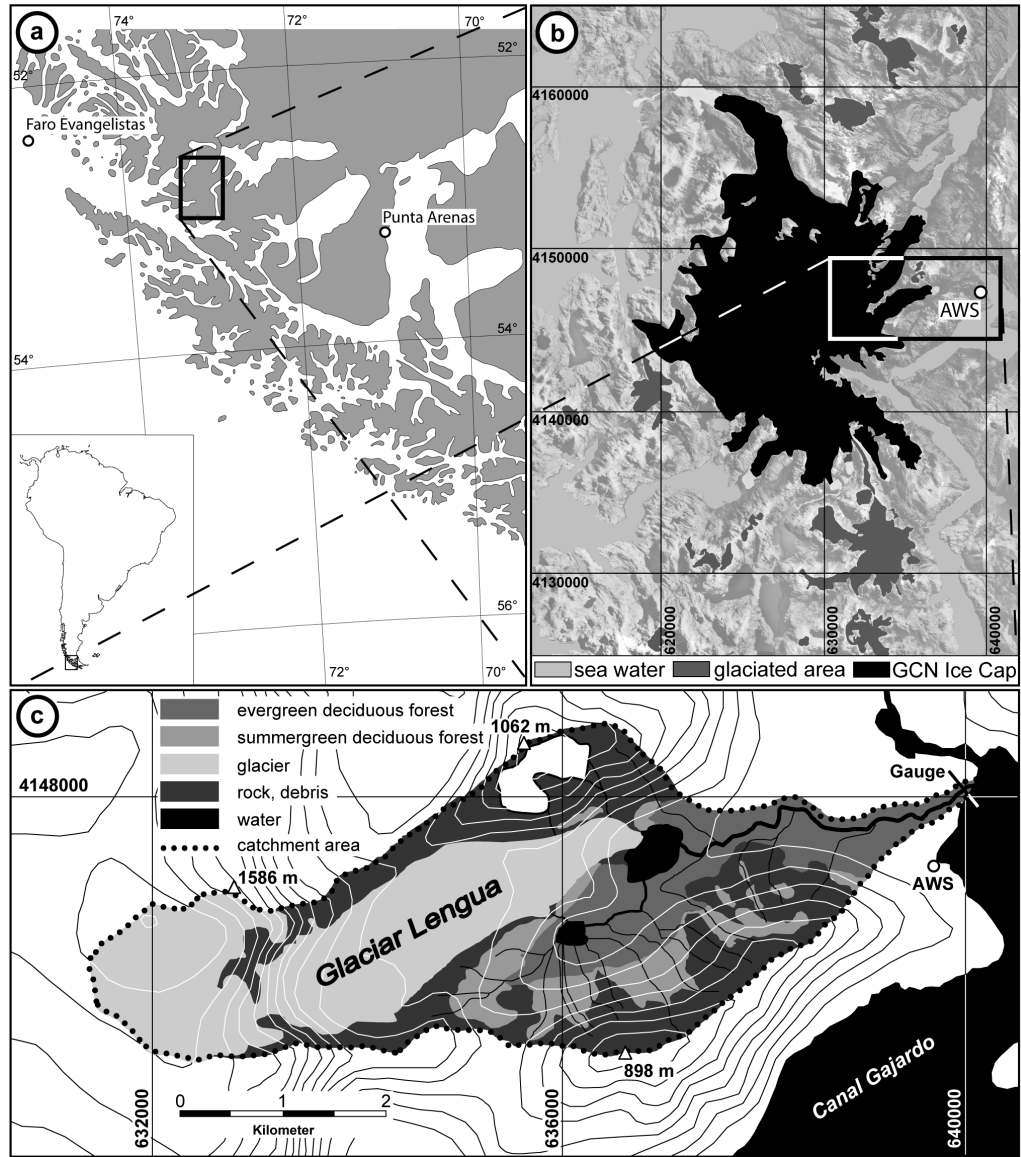 a
74°
72°
70°
52°
52°
Faro Evangelistas
Punta Arenas
54°
54°
56°
72°
70°
b
4160000
4150000
AWS
4140000
4130000
620000
630000
640000
sea water
glaciated area
GCN Ice Cap
c
evergreen deciduous forest
summergreen deciduous forest
glacier
rock, debris
water
catchment area
1062 m
4148000
Gauge
1586 m
AWS
Glaciar Lengua
898 m
Canal Gajardo
0 1 2
Kilometer
632000
636000
640000